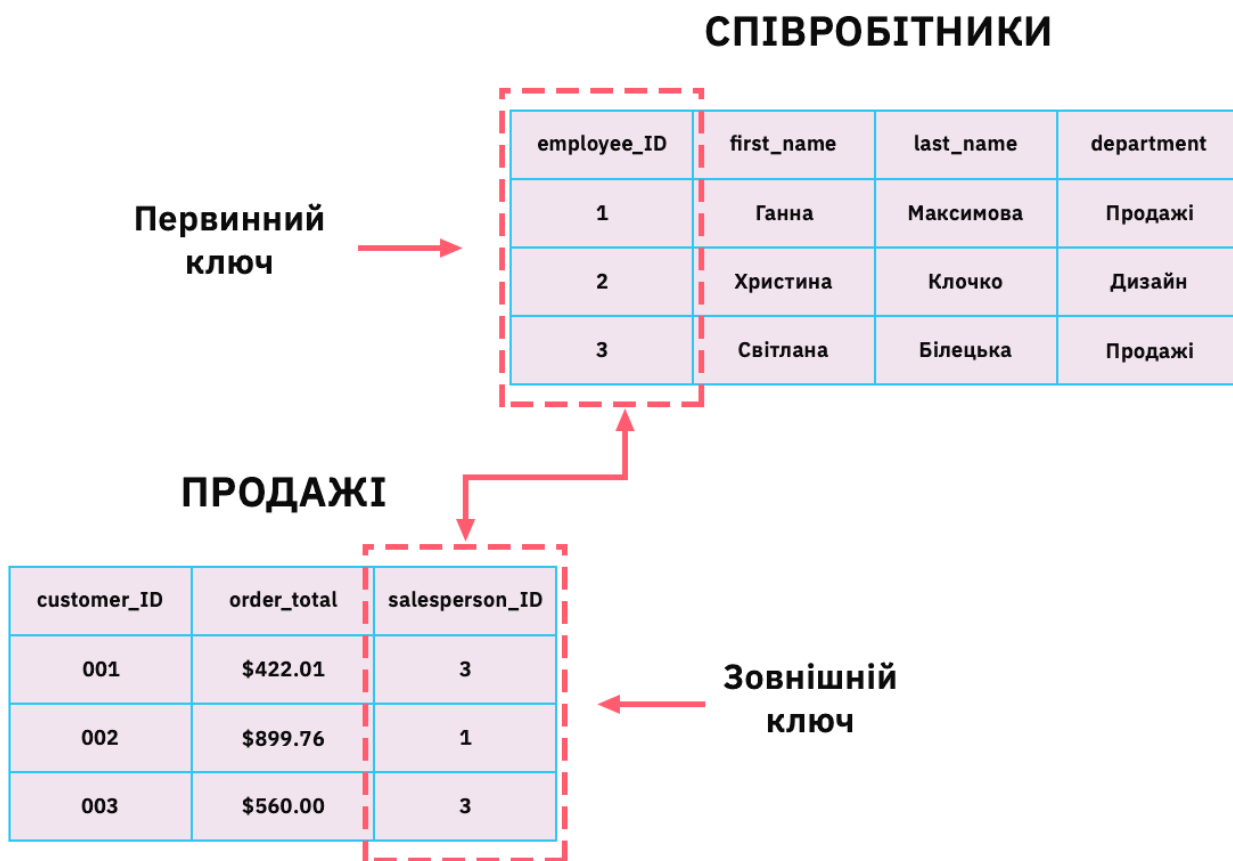 СПІВРОБІТНИКИ
employee_ID first_name last_name department
1 Ганна Максимова Продажі
2 Христина Клочко Дизайн
3 Світлана Білецька Продажі
Первинний
ключ
ПРОДАЖІ
customer_ID order_total salesperson_ID
001 $422.01 3
002 $899.76 1
003 $560.00 3
Зовнішній
ключ